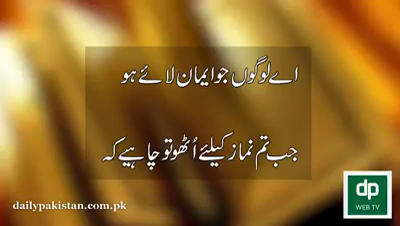 اے لوگوں جو ایمان لائے ہو
جب تم نماز کیلئے اُٹھو تو چاہیے کہ
dp
WEB TV
dailypakistan.com.pk